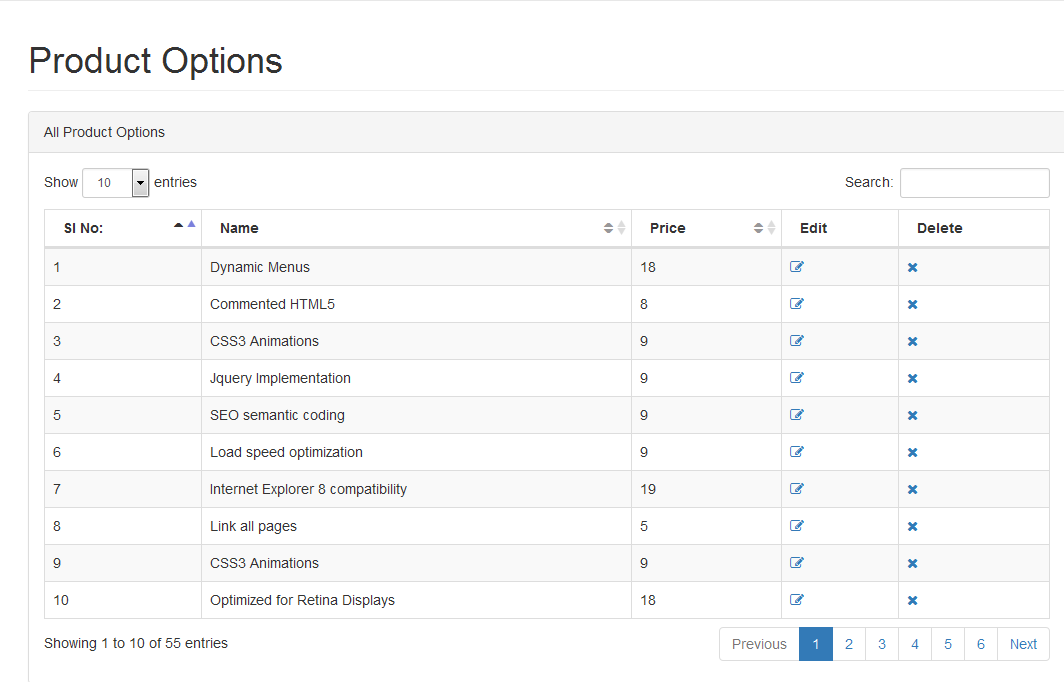 Product Options
All Product Options
Show 10 entries Search:
Sl No: Name Price Edit Delete
1 Dynamic Menus 18
2 Commented HTML5 8
3 CSS3 Animations 9
4 Jquery Implementation 9
5 SEO semantic coding 9
6 Load speed optimization 9
7 Internet Explorer 8 compatibility 19
8 Link all pages 5
9 CSS3 Animations 9
10 Optimized for Retina Displays 18
Showing 1 to 10 of 55 entries Previous 1 2 3 4 5 6 Next